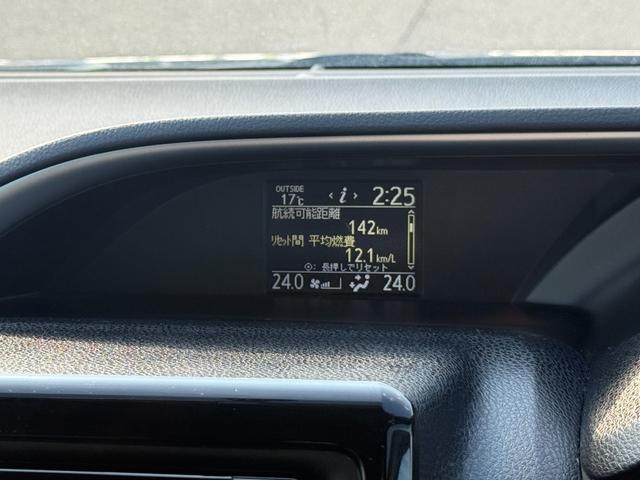 OUTSIDE
17℃ < i > 2:25
航続可能距離
142km
リセット間 平均燃費
12.1km/L
⊙: 長押しでリセット
24.0 24.0